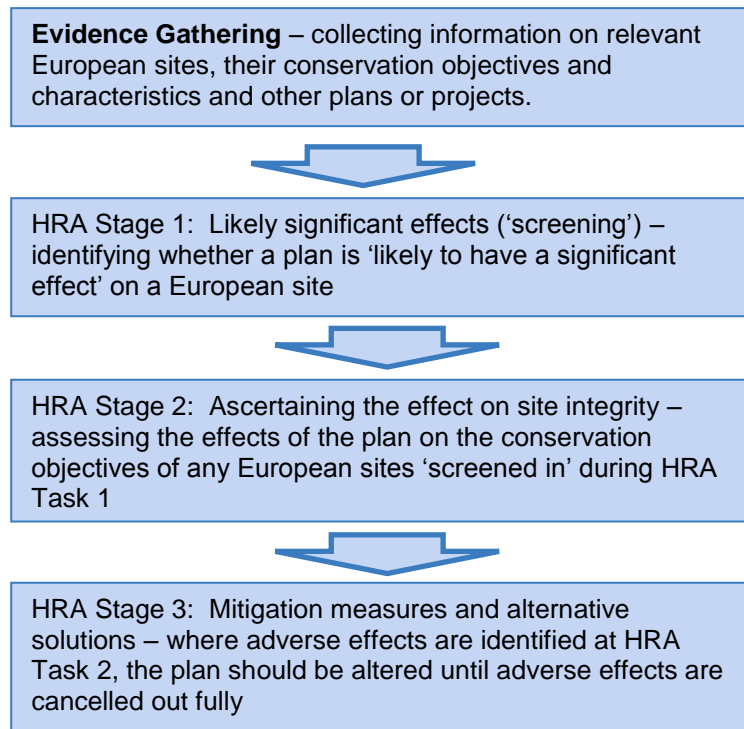 Evidence Gathering – collecting information on relevant
European sites, their conservation objectives and
characteristics and other plans or projects.
HRA Stage 1:  Likely significant effects (‘screening’) –
identifying whether a plan is ‘likely to have a significant
effect’ on a European site
HRA Stage 2:  Ascertaining the effect on site integrity –
assessing the effects of the plan on the conservation
objectives of any European sites ‘screened in’ during HRA
Task 1
HRA Stage 3:  Mitigation measures and alternative
solutions – where adverse effects are identified at HRA
Task 2, the plan should be altered until adverse effects are
cancelled out fully